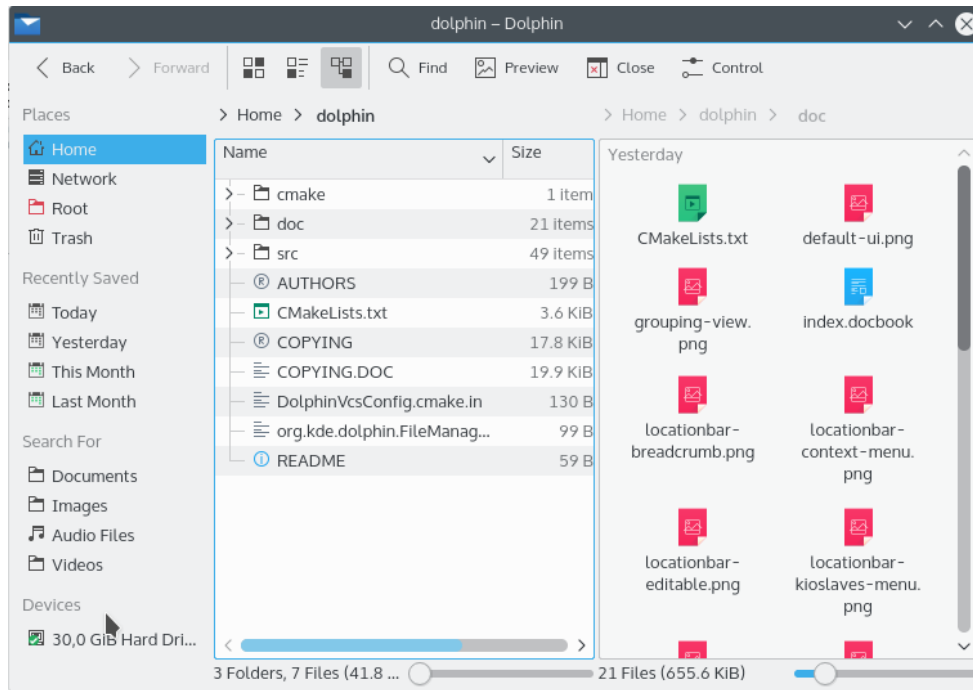 dolphin – Dolphin
Back Forward Find Preview Close Control
Places
Home
Network
Root
Trash
Recently Saved
Today
Yesterday
This Month
Last Month
Search For
Documents
Images
Audio Files
Videos
Devices
30,0 GiB Hard Dri...
> Home > dolphin
Name Size
cmake 1 item
doc 21 items
src 49 items
AUTHORS 199 B
CMakeLists.txt 3.6 KiB
COPYING 17.8 KiB
COPYING.DOC 19.9 KiB
DolphinVcsConfig.cmake.in 130 B
org.kde.dolphin.FileManag... 99 B
README 59 B
3 Folders, 7 Files (41.8 ...
> Home > dolphin > doc
Yesterday
CMakeLists.txt
default-ui.png
grouping-view.
png
index.docbook
locationbar-
breadcrumb.png
locationbar-
context-menu.
png
locationbar-
editable.png
locationbar-
kioslaves-menu.
png
21 Files (655.6 KiB)